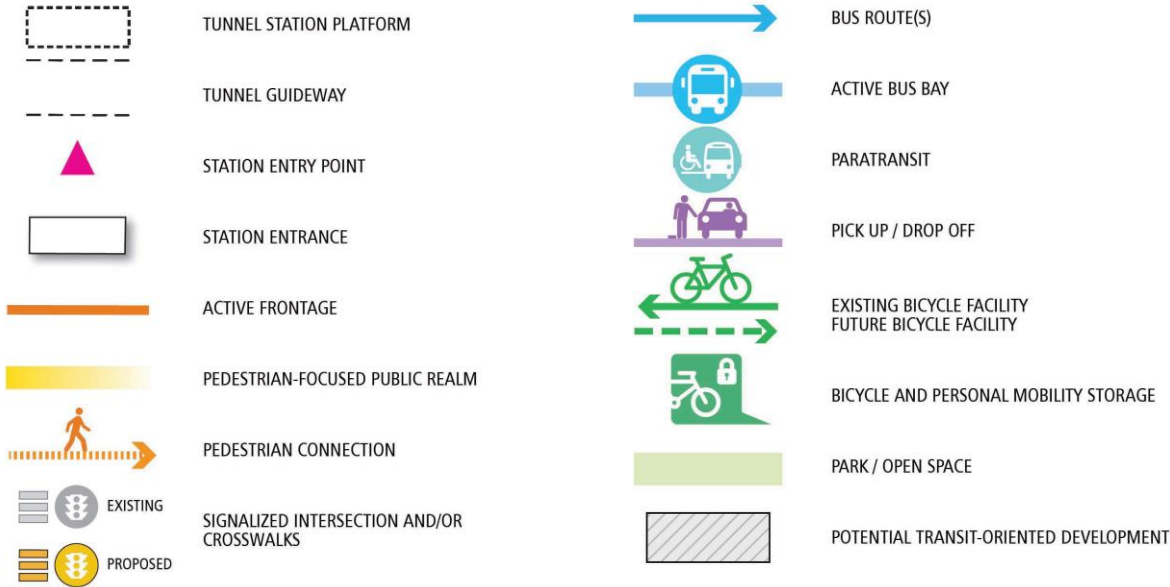 TUNNEL STATION PLATFORM
TUNNEL GUIDEWAY
STATION ENTRY POINT
STATION ENTRANCE
ACTIVE FRONTAGE
PEDESTRIAN-FOCUSED PUBLIC REALM
PEDESTRIAN CONNECTION
EXISTING
PROPOSED
SIGNALIZED INTERSECTION AND/OR
CROSSWALKS
BUS ROUTE(S)
ACTIVE BUS BAY
PARATRANSIT
PICK UP / DROP OFF
EXISTING BICYCLE FACILITY
FUTURE BICYCLE FACILITY
BICYCLE AND PERSONAL MOBILITY STORAGE
PARK / OPEN SPACE
POTENTIAL TRANSIT-ORIENTED DEVELOPMENT